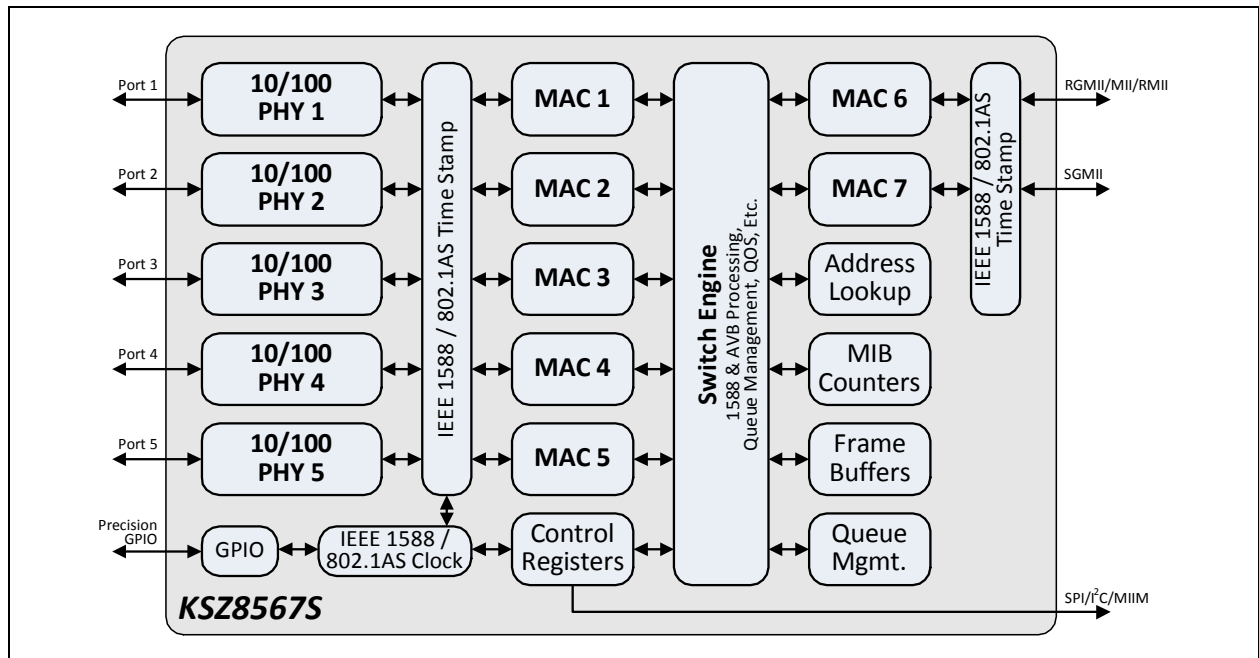 Port 1
10/100
PHY 1
MAC 1
MAC 6
RGMII/MII/RMII
Port 2
10/100
PHY 2
MAC 2
MAC 7
SGMII
Port 3
10/100
PHY 3
MAC 3
Address
Lookup
Port 4
10/100
PHY 4
MAC 4
MIB
Counters
Port 5
10/100
PHY 5
MAC 5
Frame
Buffers
IEEE 1588 / 802.1AS Time Stamp
Switch Engine
1588 & AVB Processing,
Queue Management, QOS, Etc.
IEEE 1588 / 802.1AS
Time Stamp
Precision
GPIO
GPIO
IEEE 1588 /
802.1AS Clock
Control
Registers
Queue
Mgmt.
KSZ8567S
SPI/I²C/MIIM